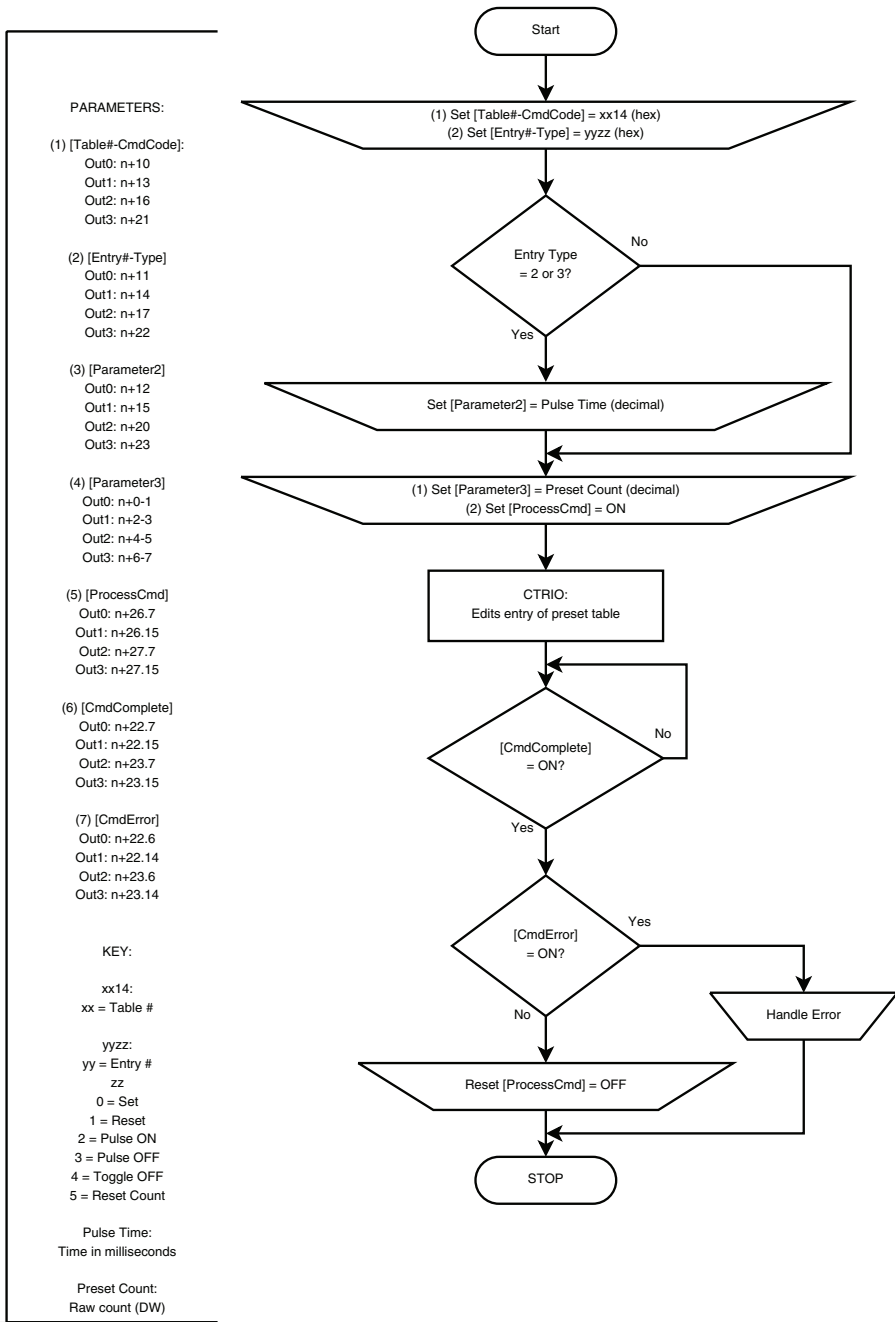 PARAMETERS:
(1) [Table#-CmdCode]:
Out0: n+10
Out1: n+13
Out2: n+16
Out3: n+21
(2) [Entry#-Type]
Out0: n+11
Out1: n+14
Out2: n+17
Out3: n+22
(3) [Parameter2]
Out0: n+12
Out1: n+15
Out2: n+20
Out3: n+23
(4) [Parameter3]
Out0: n+0-1
Out1: n+2-3
Out2: n+4-5
Out3: n+6-7
(5) [ProcessCmd]
Out0: n+26.7
Out1: n+26.15
Out2: n+27.7
Out3: n+27.15
(6) [CmdComplete]
Out0: n+22.7
Out1: n+22.15
Out2: n+23.7
Out3: n+23.15
(7) [CmdError]
Out0: n+22.6
Out1: n+22.14
Out2: n+23.6
Out3: n+23.14
KEY:
xx14:
xx = Table #
yyzz:
yy = Entry #
zz
0 = Set
1 = Reset
2 = Pulse ON
3 = Pulse OFF
4 = Toggle OFF
5 = Reset Count
Pulse Time:
Time in milliseconds
Preset Count:
Raw count (DW)
Start
(1) Set [Table#-CmdCode] = xx14 (hex)
(2) Set [Entry#-Type] = yyzz (hex)
Entry Type
= 2 or 3?
No
Yes
Set [Parameter2] = Pulse Time (decimal)
(1) Set [Parameter3] = Preset Count (decimal)
(2) Set [ProcessCmd] = ON
CTRIO:
Edits entry of preset table
[CmdComplete]
= ON?
No
Yes
[CmdError]
= ON?
Yes
No
Handle Error
Reset [ProcessCmd] = OFF
STOP